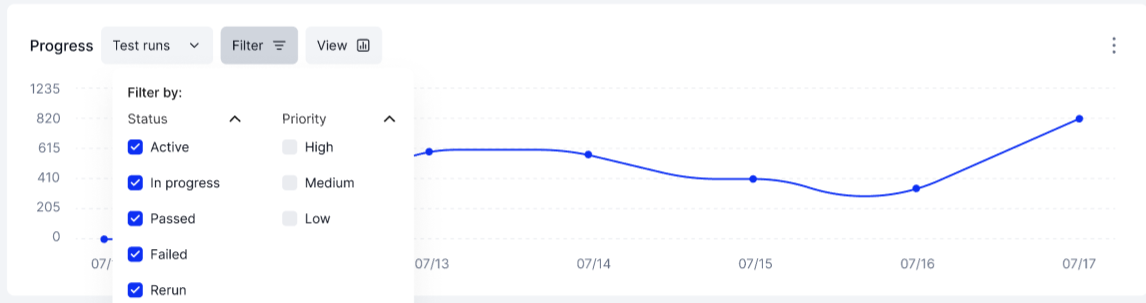 Progress Test runs Filter View
Filter by:
Status Priority
Active High
In progress Medium
Passed Low
Failed
Rerun
1235
820
615
410
205
0
07/13 07/14 07/15 07/16 07/17